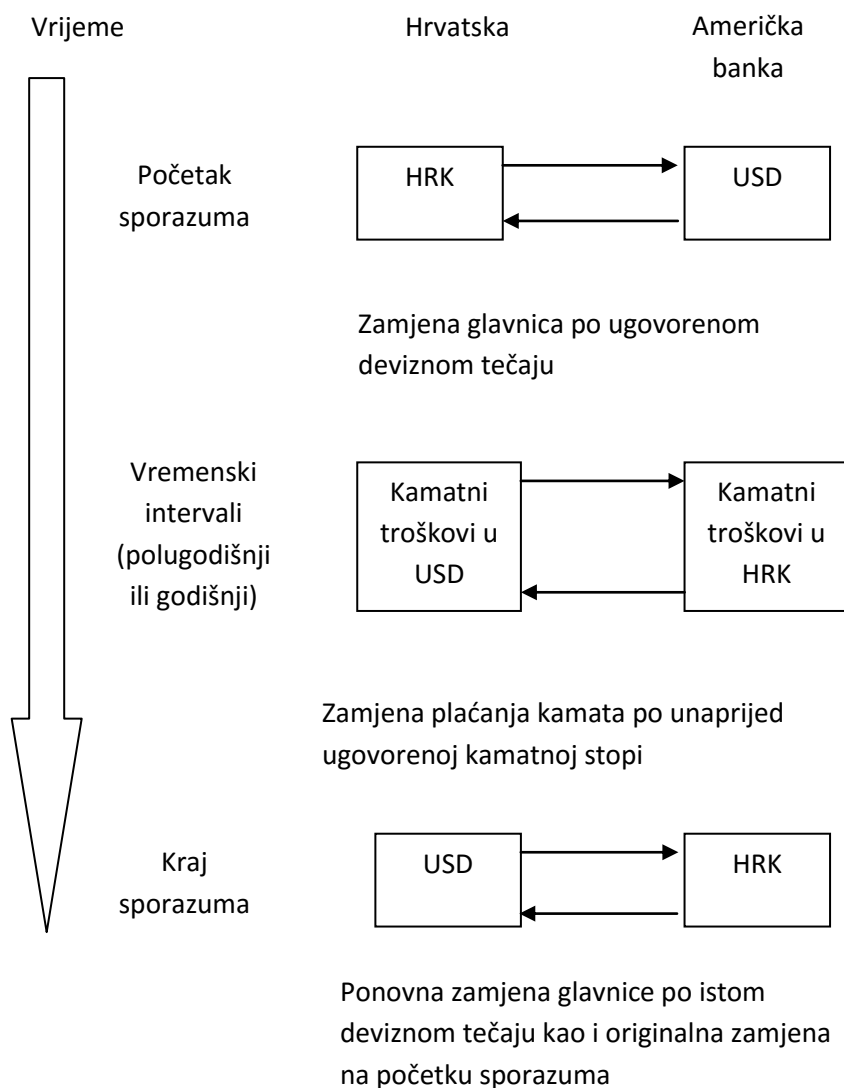 Vrijeme
Hrvatska
Američka
banka
Početak
sporazuma
HRK
USD
Zamjena glavnica po ugovorenom
deviznom tečaju
Vremenski
intervali
(polugodišnji
ili godišnji)
Kamatni
troškovi u
USD
Kamatni
troškovi u
HRK
Zamjena plaćanja kamata po unaprijed
ugovorenoj kamatnoj stopi
Kraj
sporazuma
USD
HRK
Ponovna zamjena glavnice po istom
deviznom tečaju kao i originalna zamjena
na početku sporazuma